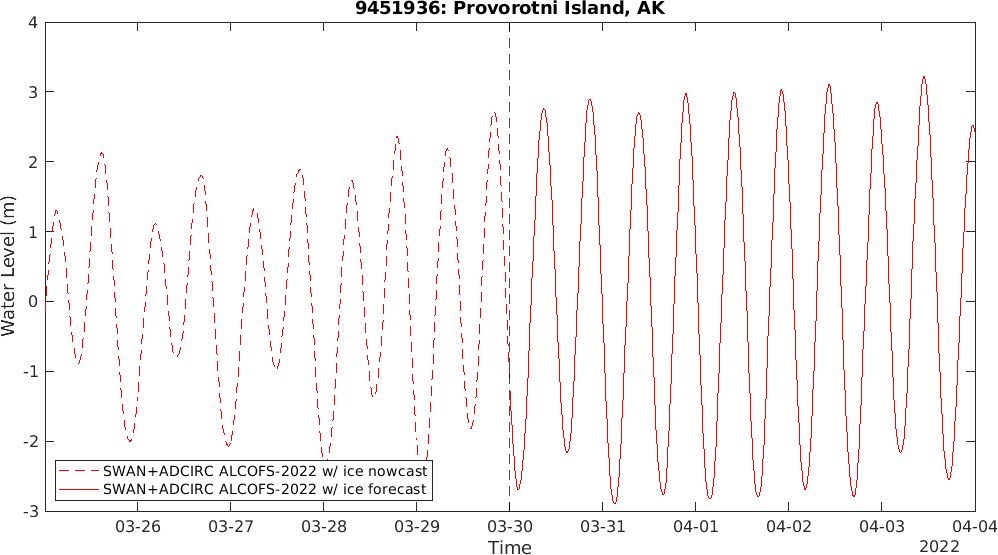 9451936: Provorotni Island, AK
4
3
2
1
0
-1
-2
-3
Water Level (m)
SWAN+ADCIRC ALCOFS-2022 w/ ice nowcast
SWAN+ADCIRC ALCOFS-2022 w/ ice forecast
03-26 03-27 03-28 03-29 03-30 03-31 04-01 04-02 04-03 04-04
Time
2022